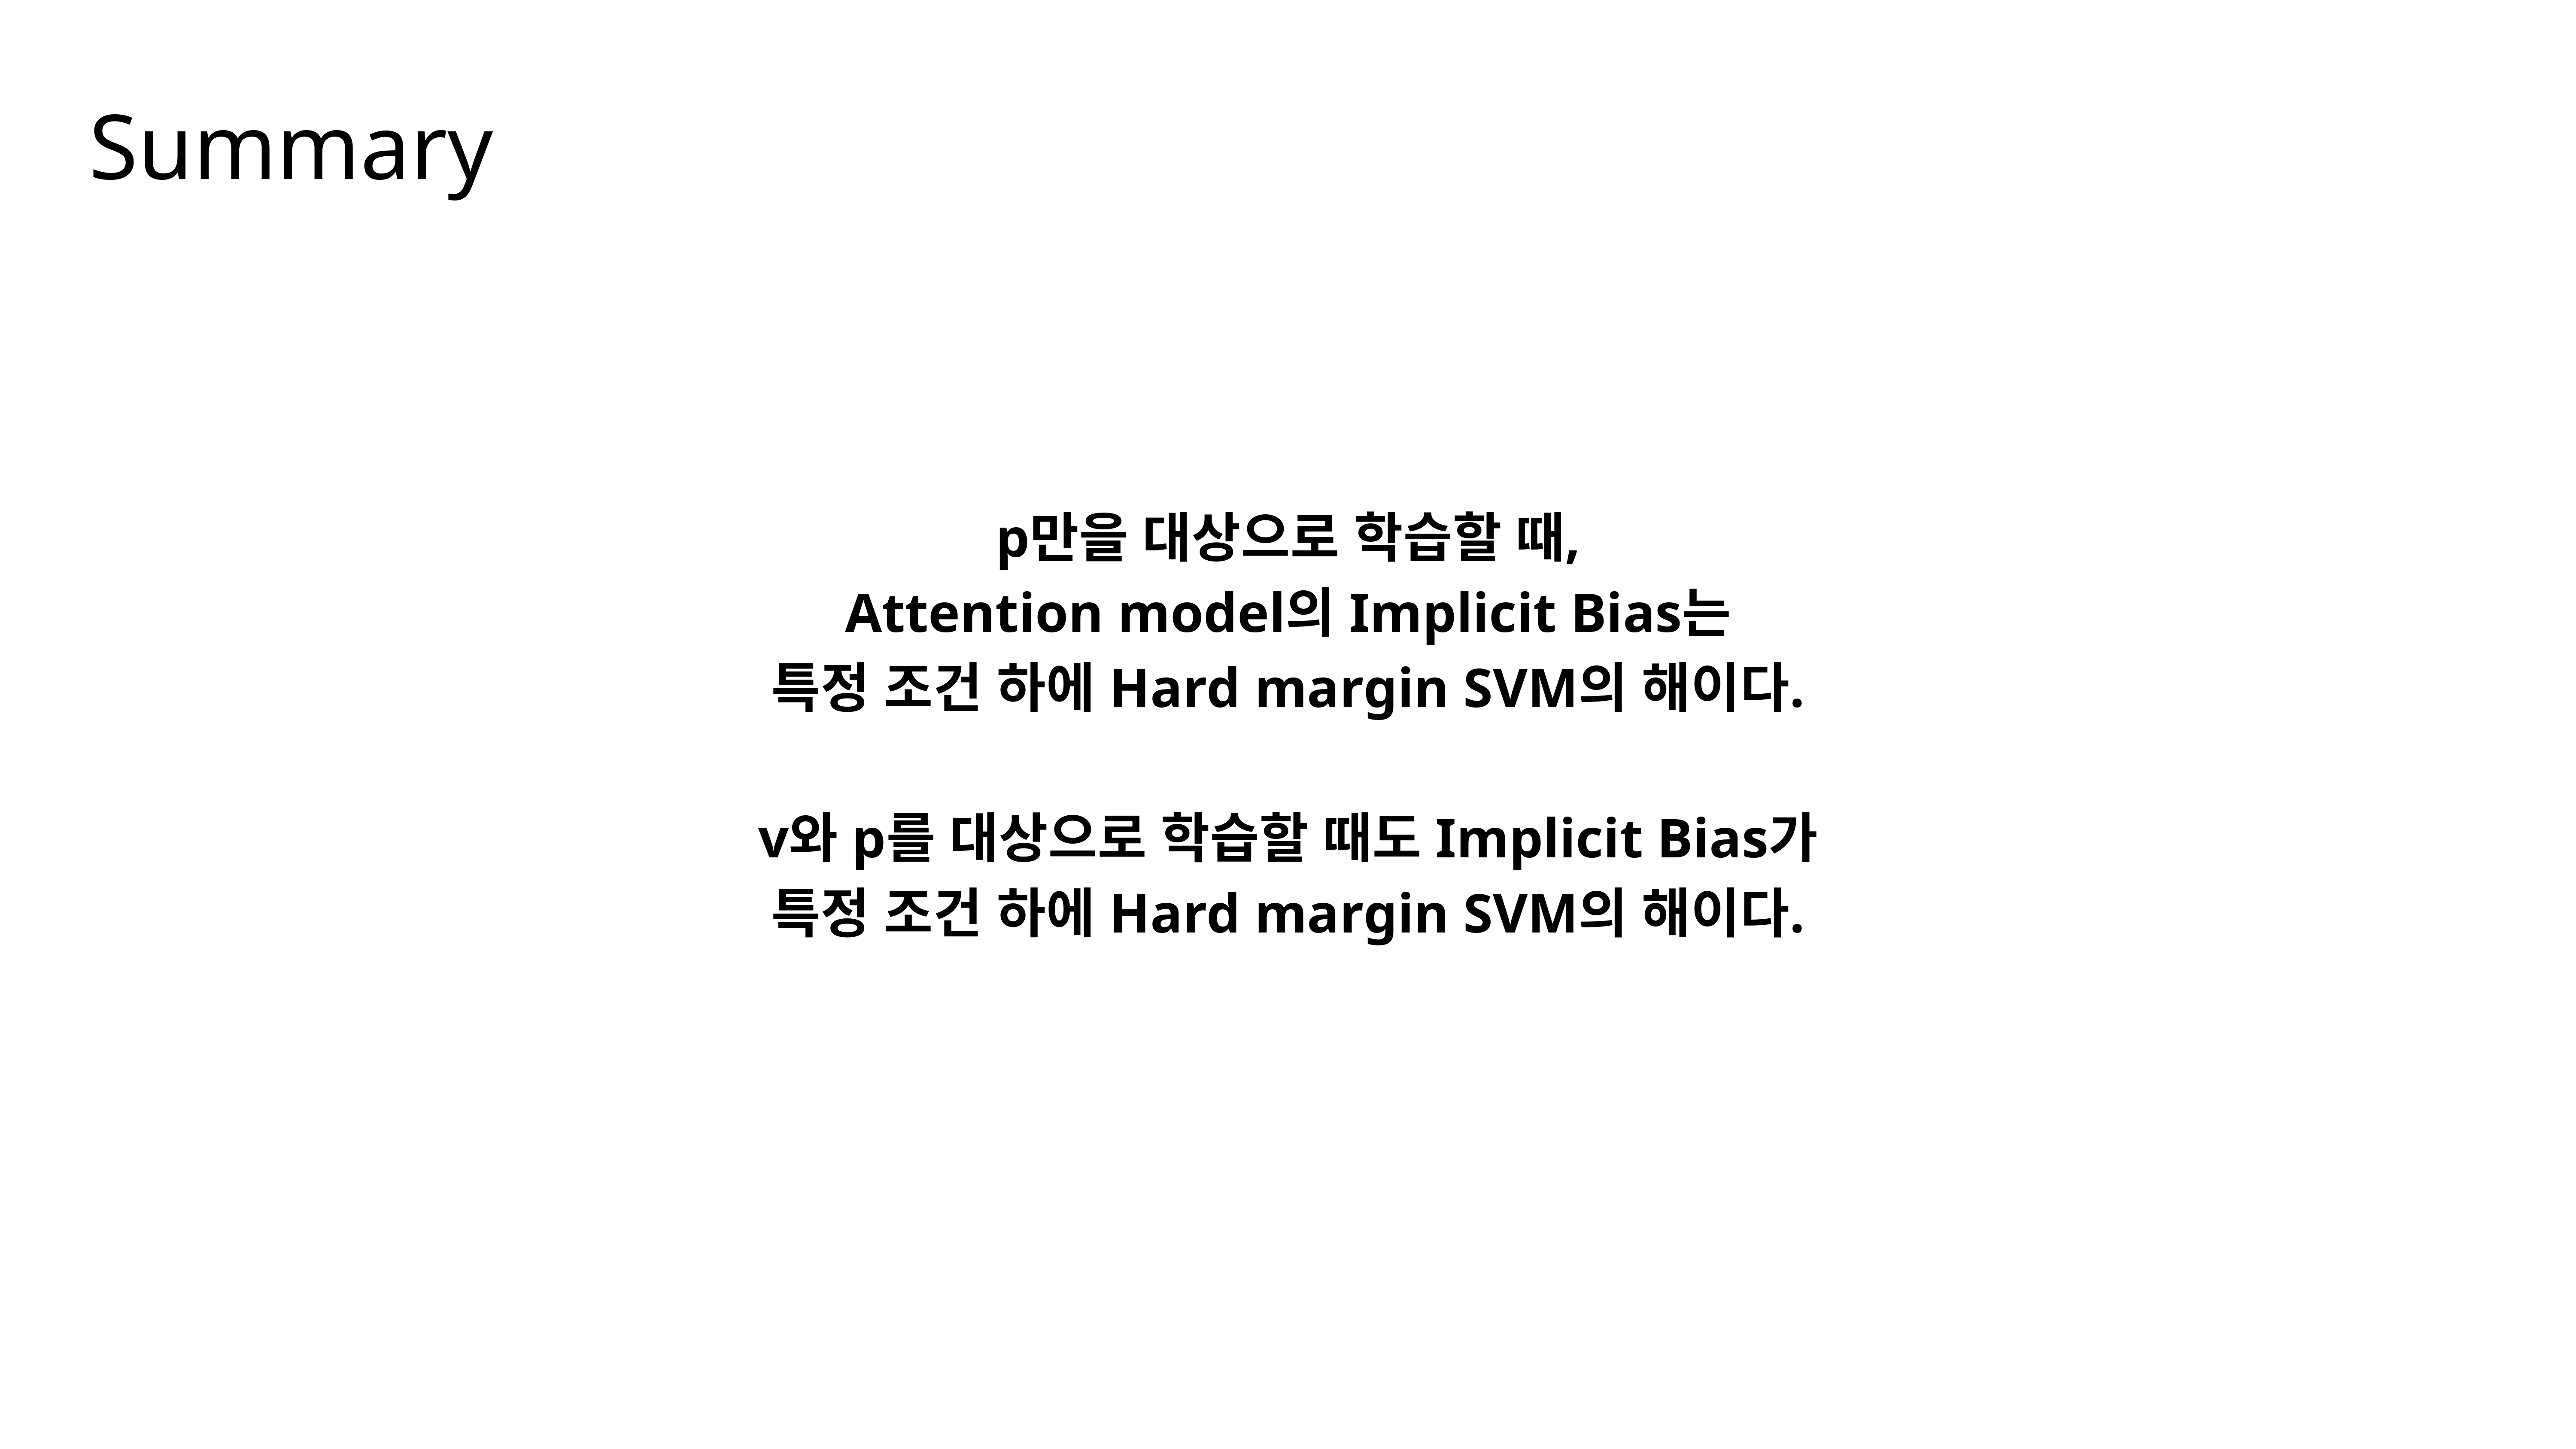 Summary
p만을 대상으로 학습할 때,
Attention model의 Implicit Bias는
특정 조건 하에 Hard margin SVM의 해이다.
v와 p를 대상으로 학습할 때도 Implicit Bias가
특정 조건 하에 Hard margin SVM의 해이다.